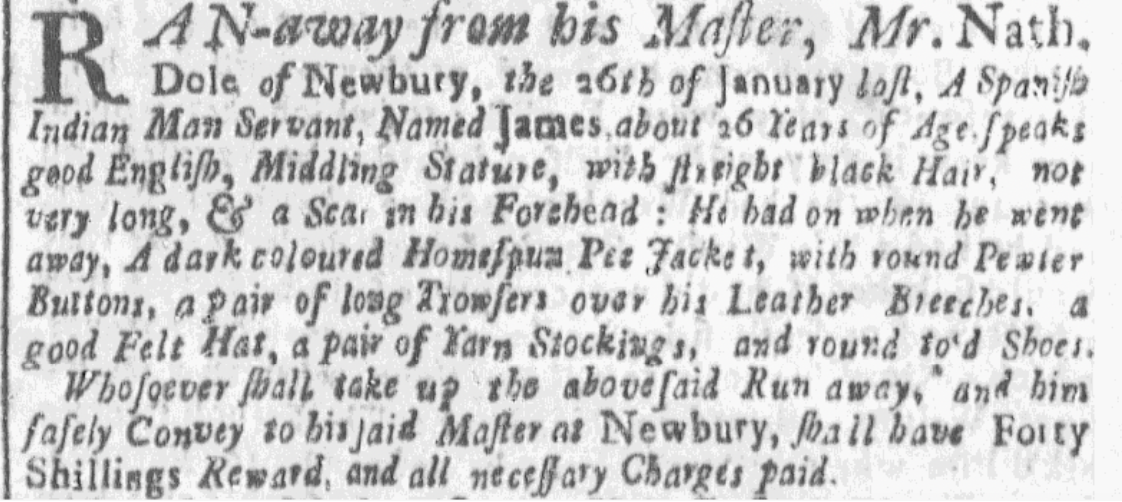 RAN-away from his Maſter, Mr. Nath.
Dole of Newbury, the 26th of January laſt, A Spaniſh
Indian Man Servant, Named James, about 26 Years of Age, ſpeaks
good Engliſh, Middling Stature, with ſtreight black Hair, not
very long, & a Scar in his Forehead : He had on when he went
away, A dark coloured Homeſpun Pee Jacket, with round Pewter
Buttons, a pair of long Trowſers over his Leather Breeches, a
good Felt Hat, a pair of Yarn Stockings, and round to'd Shoes.
Whoſoever ſhall take up the aboveſaid Run away, and him
ſafely Convey to his ſaid Maſter at Newbury, ſhall have Forty
Shillings Reward, and all neceſſary Charges paid.